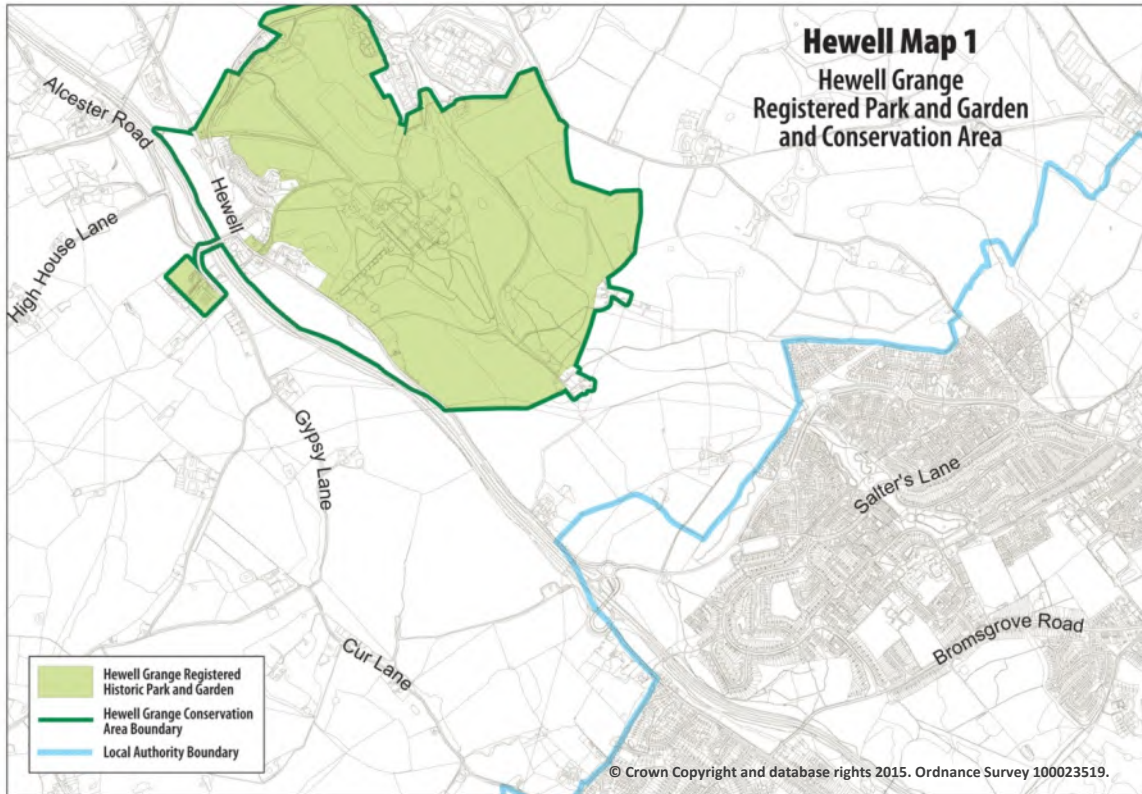 Hewell Map 1
Hewell Grange
Registered Park and Garden
and Conservation Area
Alcester Road
Hewell
High House Lane
Gypsy Lane
Salter's Lane
Bromsgrove Road
Cur Lane
Hewell Grange Registered
Historic Park and Garden
Hewell Grange Conservation
Area Boundary
Local Authority Boundary
© Crown Copyright and database rights 2015. Ordnance Survey 100023519.